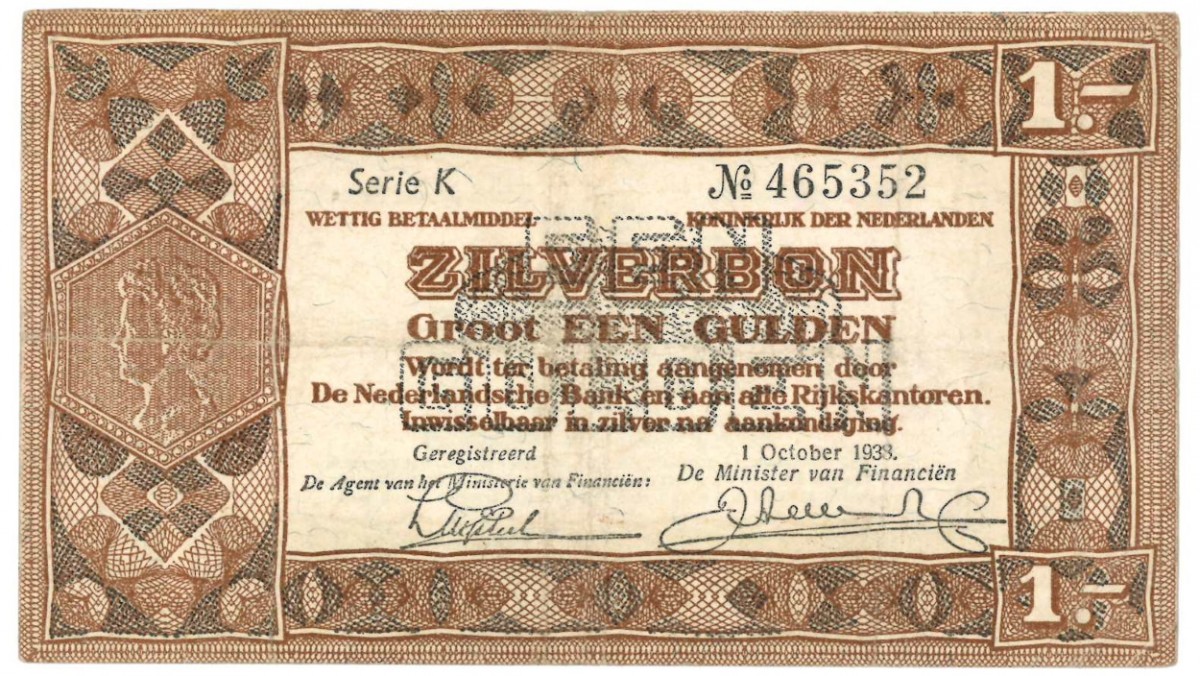 1.-
Serie K
№ 465352
WETTIG BETAALMIDDEL KONINKRIJK DER NEDERLANDEN
ZILVERBON
Groot EEN GULDEN
Wordt ter betaling aangenomen door
De Nederlandsche Bank en aan alle Rijkskantoren.
Inwisselbaar in zilver na aankondiging.
EEN
GULDEN
Geregistreerd
1 October 1938.
De Agent van het Ministerie van Financiën:
De Minister van Financiën
1.-